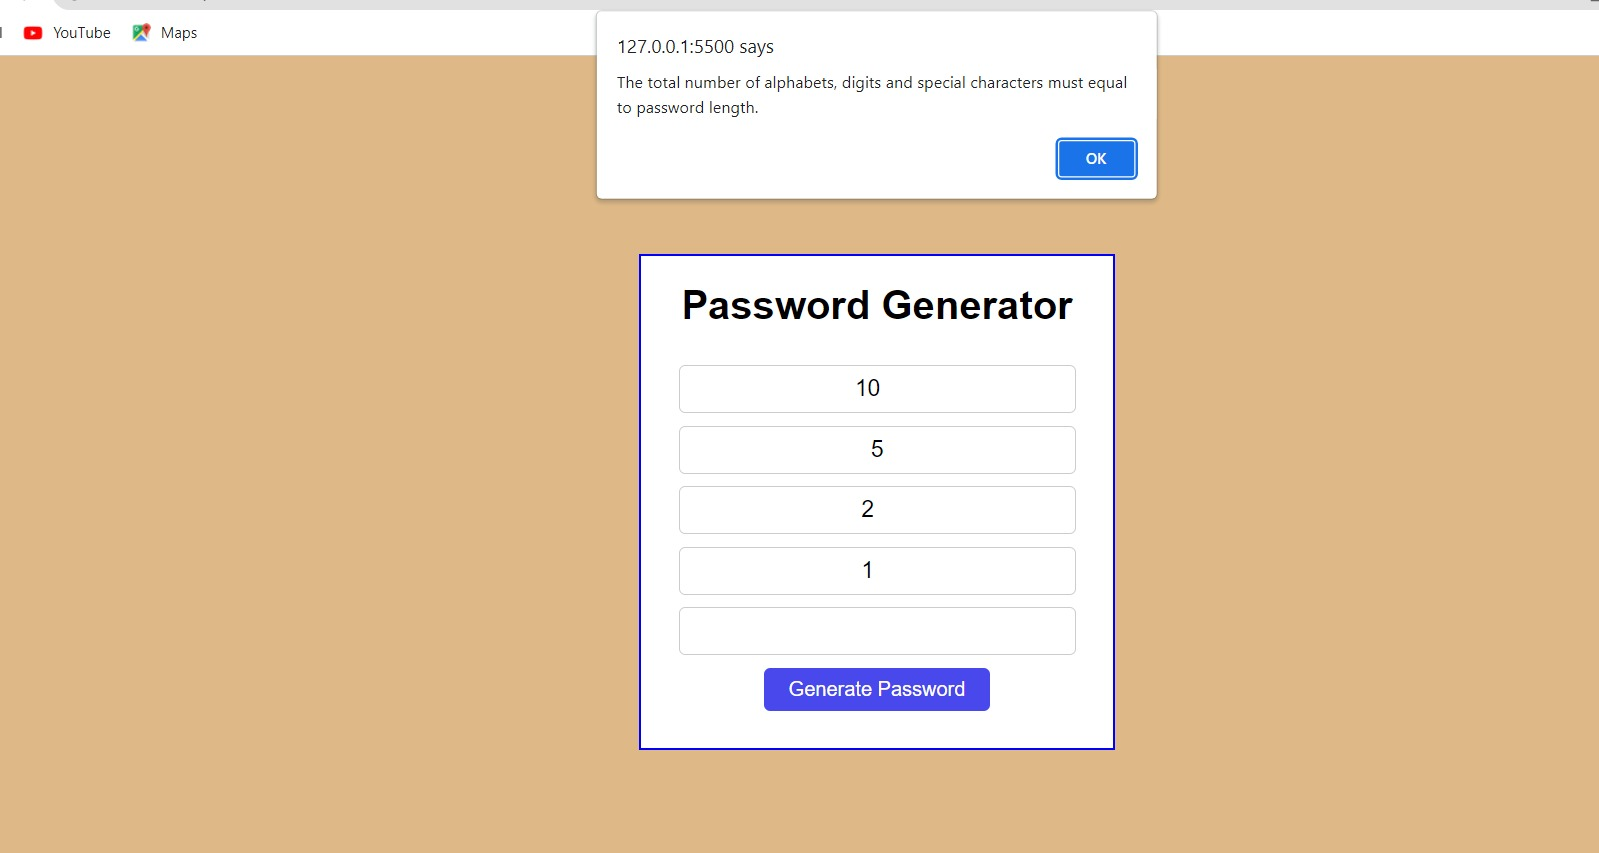 YouTube Maps
127.0.0.1:5500 says
The total number of alphabets, digits and special characters must equal
to password length.
OK
Password Generator
10
5
2
1
Generate Password